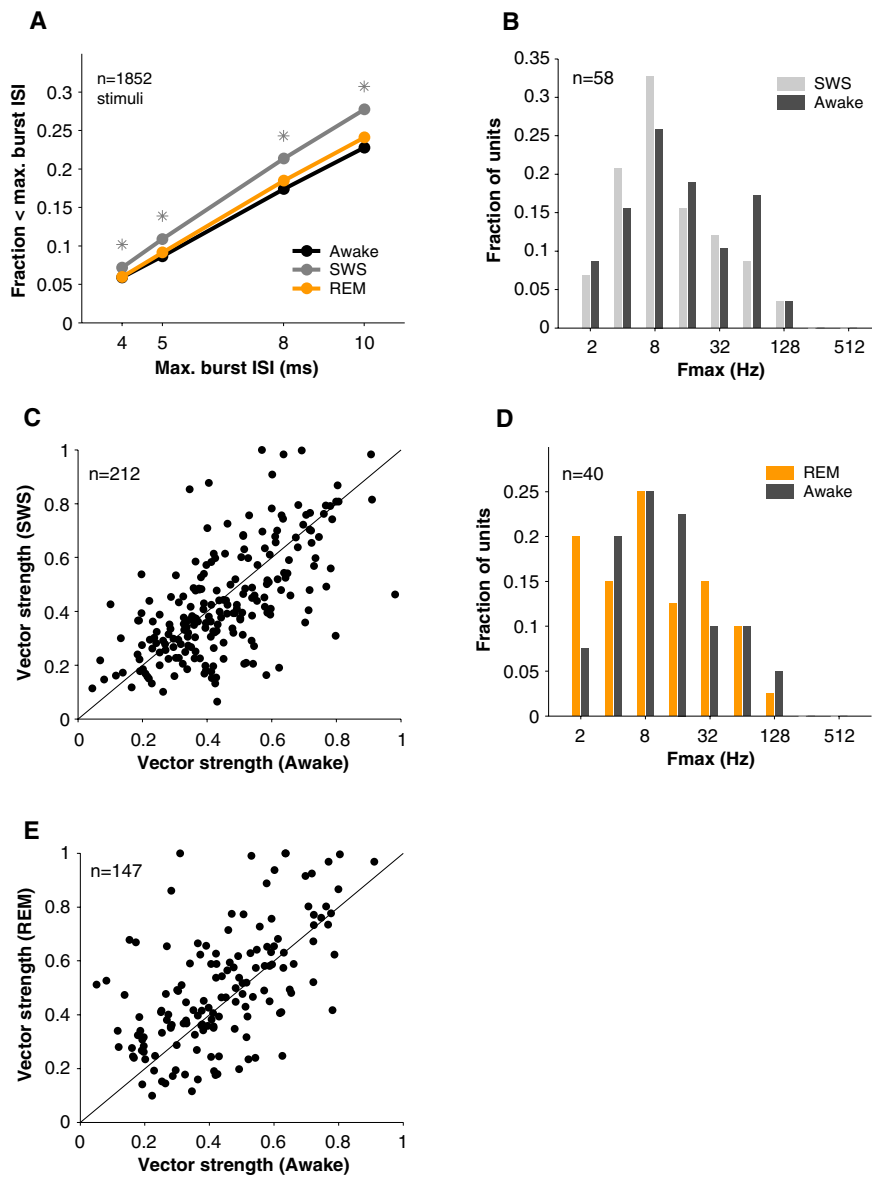 A
n=1852
stimuli
Fraction < max. burst ISI
0.3
0.25
0.2
0.15
0.1
0.05
0
4 5 8 10
Max. burst ISI (ms)
Awake
SWS
REM
B
n=58
SWS
Awake
Fraction of units
0.35
0.3
0.25
0.2
0.15
0.1
0.05
0
2 8 32 128 512
Fmax (Hz)
C
n=212
Vector strength (SWS)
1
0.8
0.6
0.4
0.2
0
0 0.2 0.4 0.6 0.8 1
Vector strength (Awake)
D
n=40
REM
Awake
Fraction of units
0.25
0.2
0.15
0.1
0.05
0
2 8 32 128 512
Fmax (Hz)
E
n=147
Vector strength (REM)
1
0.8
0.6
0.4
0.2
0
0 0.2 0.4 0.6 0.8 1
Vector strength (Awake)